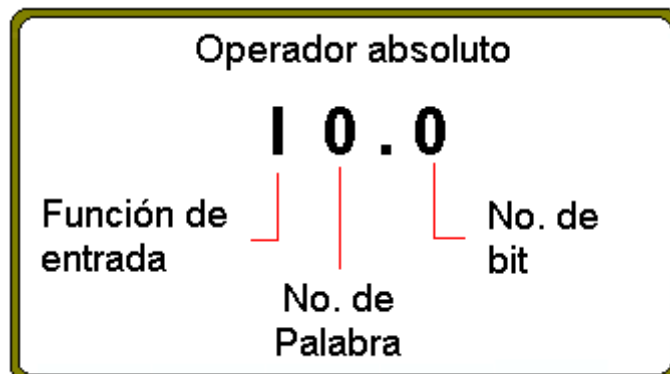 Operador absoluto
I 0 . 0
Función de
entrada
No. de
Palabra
No. de
bit